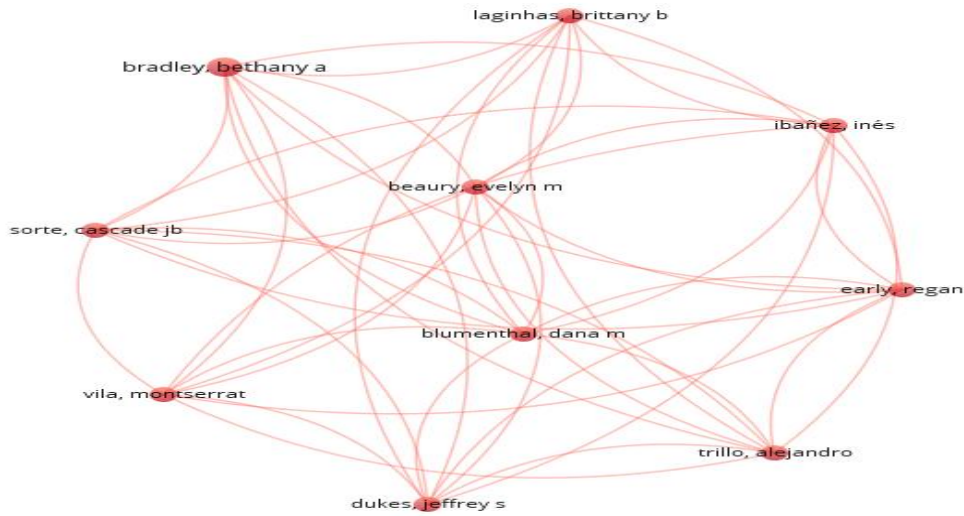 laginhas, brittany b
bradley, bethany a
ibañez, inés
beaury, evelyn m
sorte, cascade jb
early, regan
blumenthal, dana m
vila, montserrat
trillo, alejandro
dukes, jeffrey s